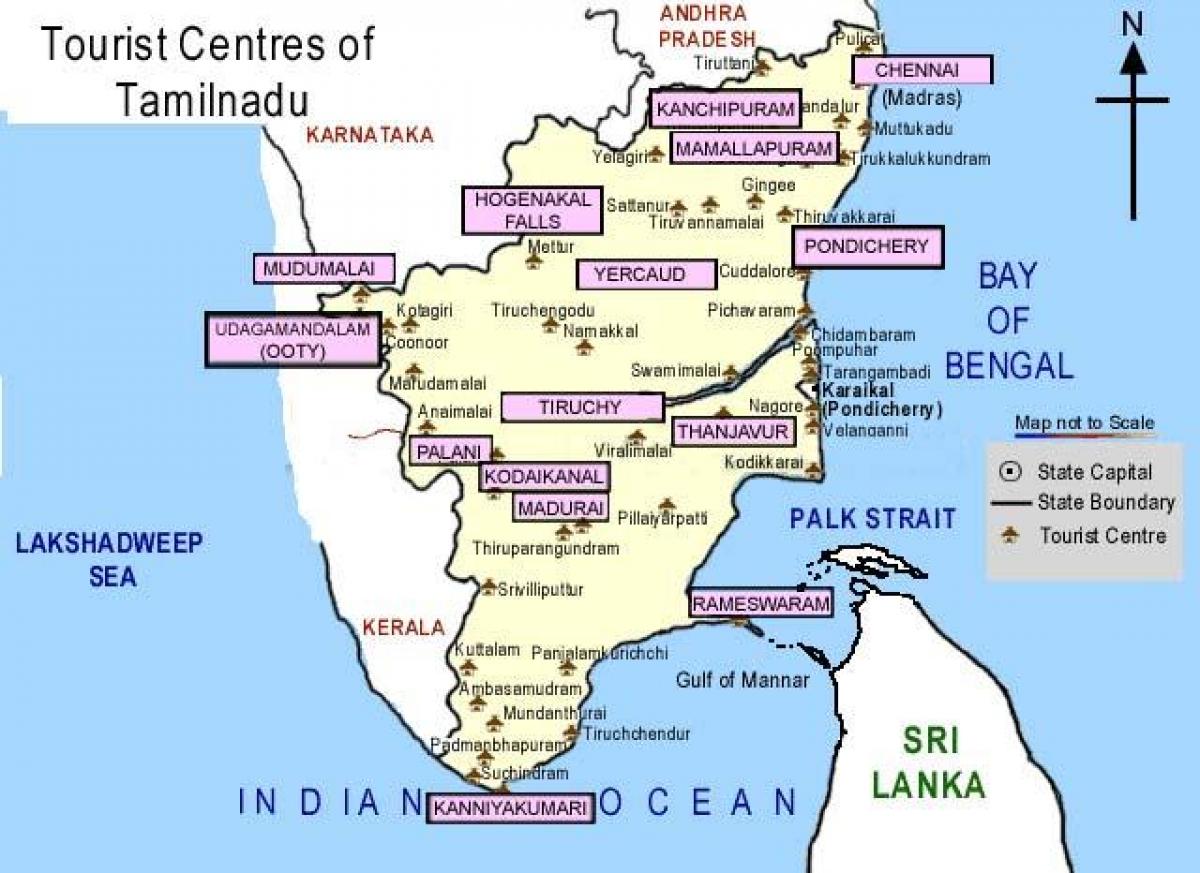 Tourist Centres of
Tamilnadu
ANDHRA
PRADESH
N
Pulicat
Tiruttani
CHENNAI
(Madras)
KARNATAKA
KANCHIPURAM
andalur
Muttukadu
MAMALLAPURAM
Yelagiri
Tirukkalukkundram
Gingee
HOGENAKAL
FALLS
Sattanur
Tiruvannamalai
Thiruvakkarai
PONDICHERY
Mettur
MUDUMALAI
YERCAUD
Cuddalore
BAY
OF
BENGAL
Kotagiri
Tiruchengodu
Pichavaram
UDAGAMANDALAM
(OOTY)
Coonoor
Namakkal
Chidambaram
Poompuhar
Marudamalai
Swamimalai
Tarangambadi
Karaikal
(Pondicherry)
Anaimalai
TIRUCHY
Nagore
THANJAVUR
Velanganni
Map not to Scale
PALANI
Viralimalai
Kodikkarai
KODAIKANAL
State Capital
State Boundary
Tourist Centre
MADURAI
Pillaiyarpatti
PALK STRAIT
LAKSHADWEEP
SEA
Thiruparangundram
Srivilliputtur
RAMESWARAM
KERALA
Kuttalam
Panjalamkurichchi
Gulf of Mannar
Ambasamudram
Mundanthurai
Tiruchchendur
Padmanbhapuram
SRI
LANKA
Suchindram
INDIAN OCEAN
KANNIYAKUMARI